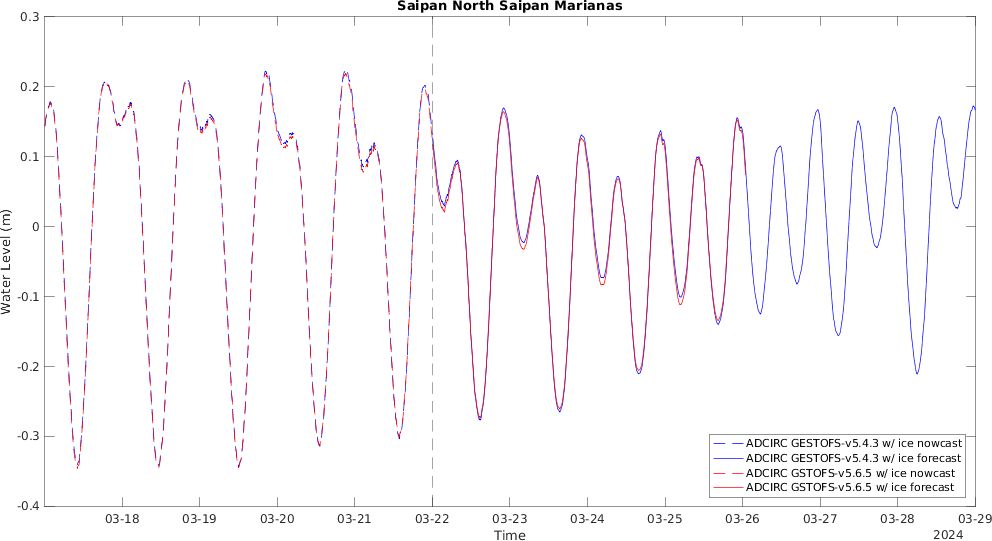 Saipan North Saipan Marianas
0.3
0.2
0.1
0
-0.1
-0.2
-0.3
-0.4
Water Level (m)
ADCIRC GESTOFS-v5.4.3 w/ ice nowcast
ADCIRC GESTOFS-v5.4.3 w/ ice forecast
ADCIRC GSTOFS-v5.6.5 w/ ice nowcast
ADCIRC GSTOFS-v5.6.5 w/ ice forecast
03-18 03-19 03-20 03-21 03-22 03-23 03-24 03-25 03-26 03-27 03-28 03-29
Time
2024